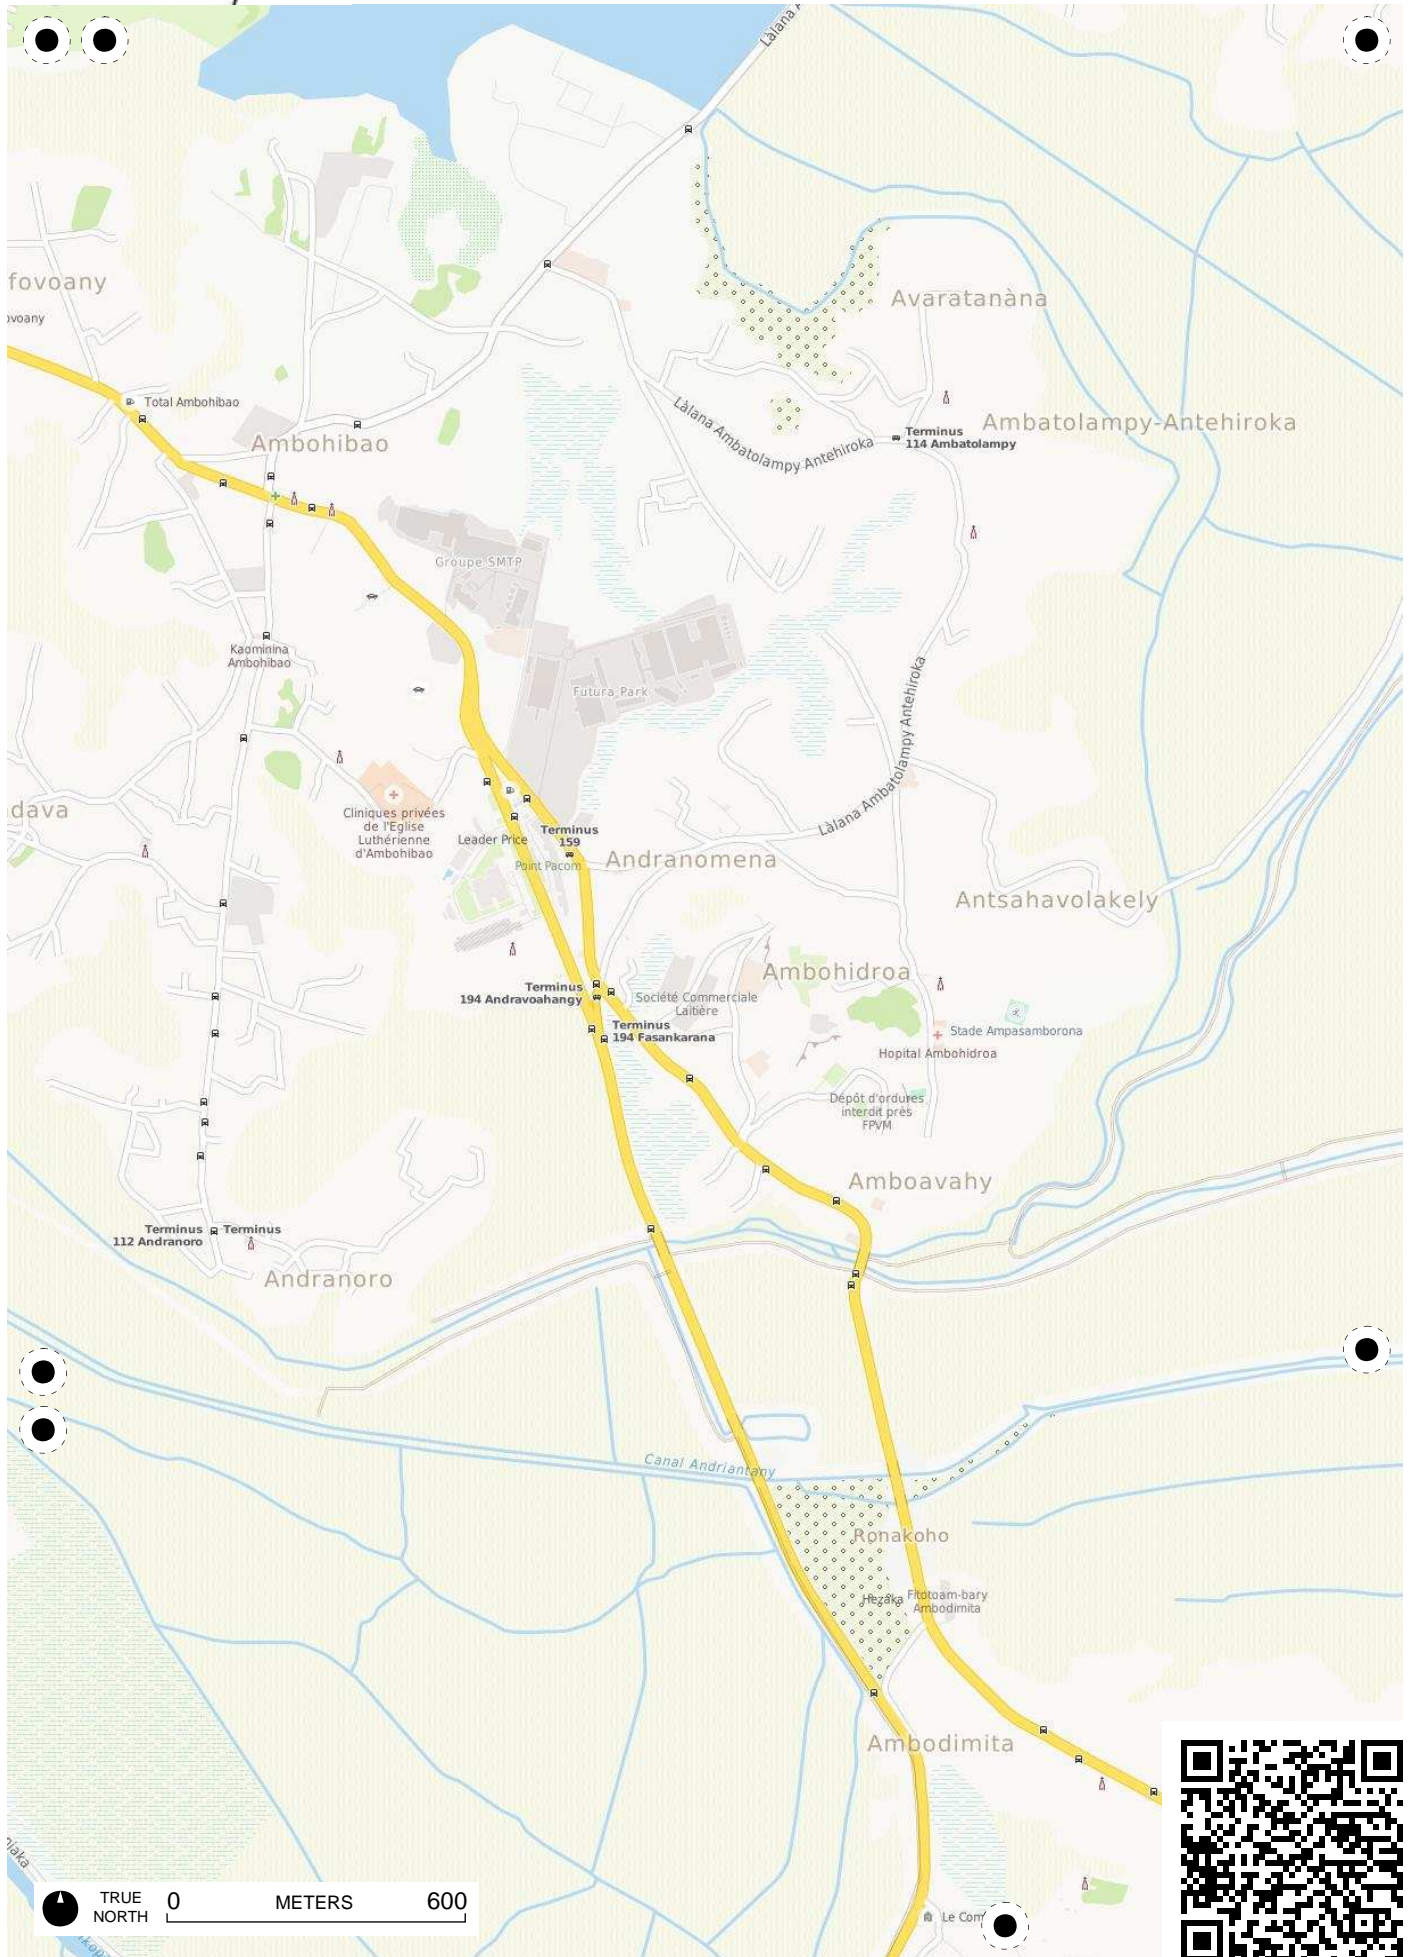 Làlana
fovoany
Avaratanàna
Total Ambohibao
Ambohibao
Làlana Ambatolampy Antehiroka
Terminus
114 Ambatolampy
Ambatolampy-Antehiroka
Groupe SMTP
Kaominina
Ambohibao
Futura Park
Làlana Ambatolampy Antehiroka
Cliniques privées
de l'Eglise
Luthérienne
d'Ambohibao
Leader Price
Terminus
159
Point Pacom
Andranomena
Antsahavolakely
Ambohidroa
Terminus
194 Andravoahangy
Société Commerciale
Laitière
Terminus
194 Fasankarana
Stade Ampasamborona
Hopital Ambohidroa
Dépôt d'ordures
interdit près
FPVM
Amboavahy
Terminus
112 Andranoro
Terminus
Andranoro
Canal Andriantany
Ronakoho
Hezaka
Fitotoam-bary
Ambodimita
Ambodimita
TRUE
NORTH
0 METERS 600
Le Com